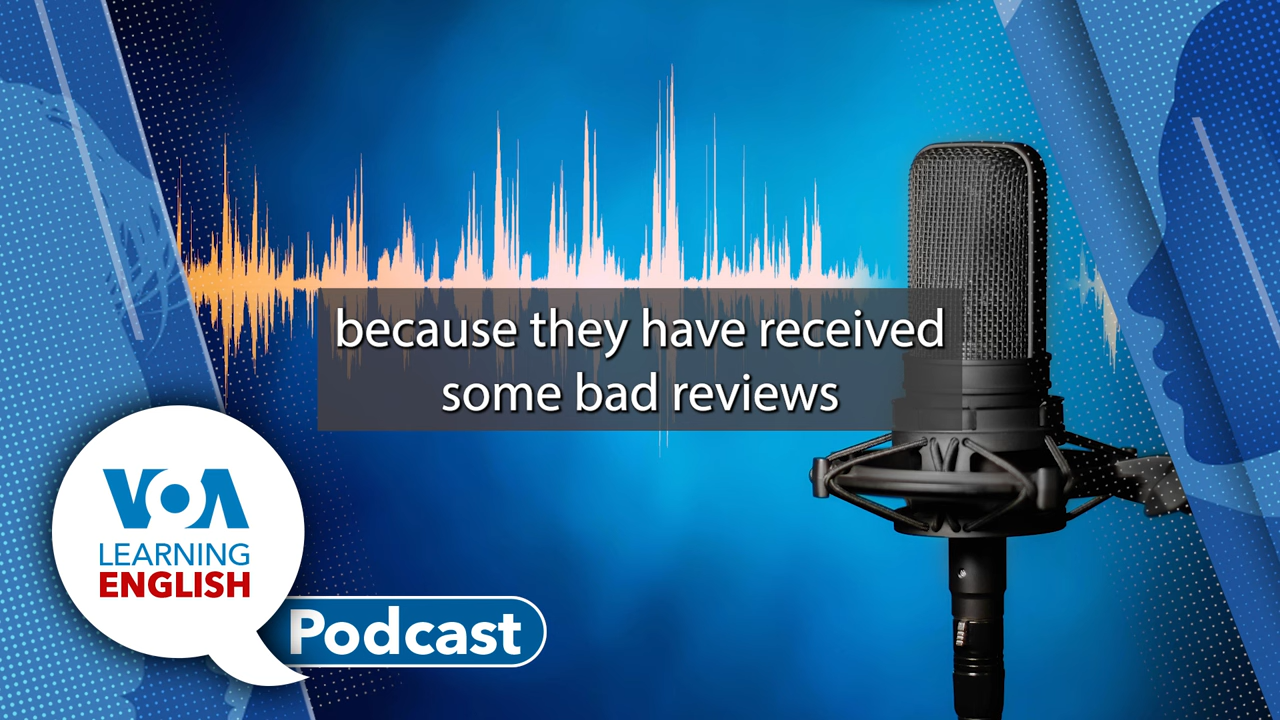 because they have received
some bad reviews
VOA
LEARNING
ENGLISH
Podcast